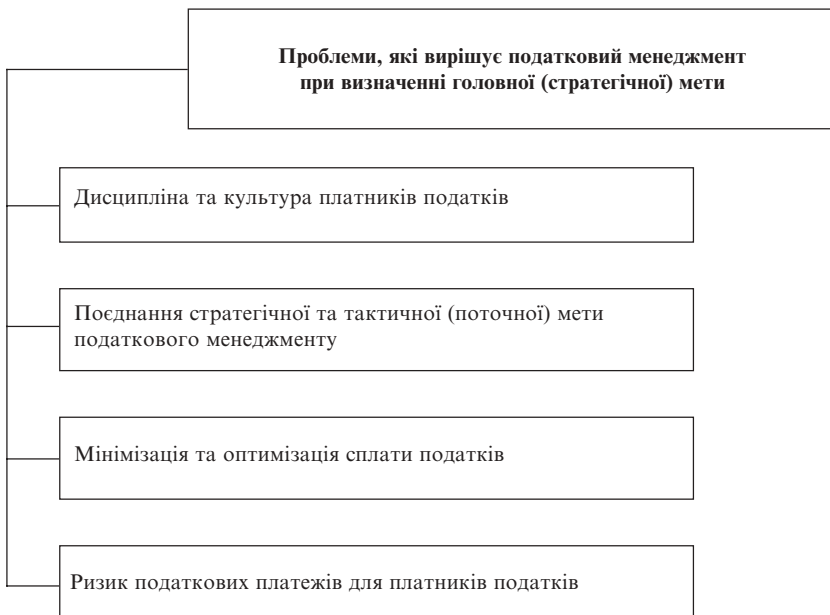 Проблеми, які вирішує податковий менеджмент
при визначенні головної (стратегічної) мети
Дисципліна та культура платників податків
Поєднання стратегічної та тактичної (поточної) мети
податкового менеджменту
Мінімізація та оптимізація сплати податків
Ризик податкових платежів для платників податків